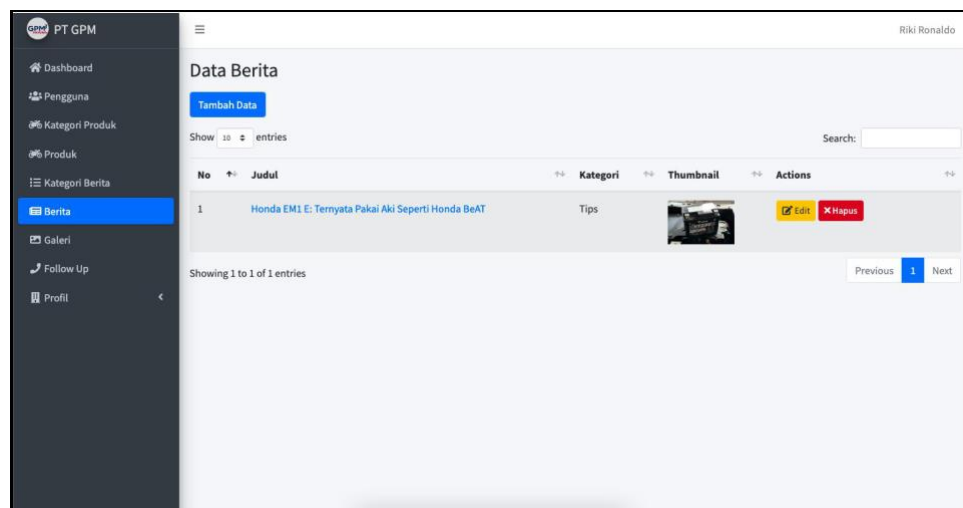 GPM PT GPM
Riki Ronaldo
Dashboard
Pengguna
Kategori Produk
Produk
Kategori Berita
Berita
Galeri
Follow Up
Profil
Data Berita
Tambah Data
Show 10 entries
Search:
No Judul Kategori Thumbnail Actions
1 Honda EM1 E: Ternyata Pakai Aki Seperti Honda BeAT Tips Edit Hapus
Showing 1 to 1 of 1 entries
Previous 1 Next